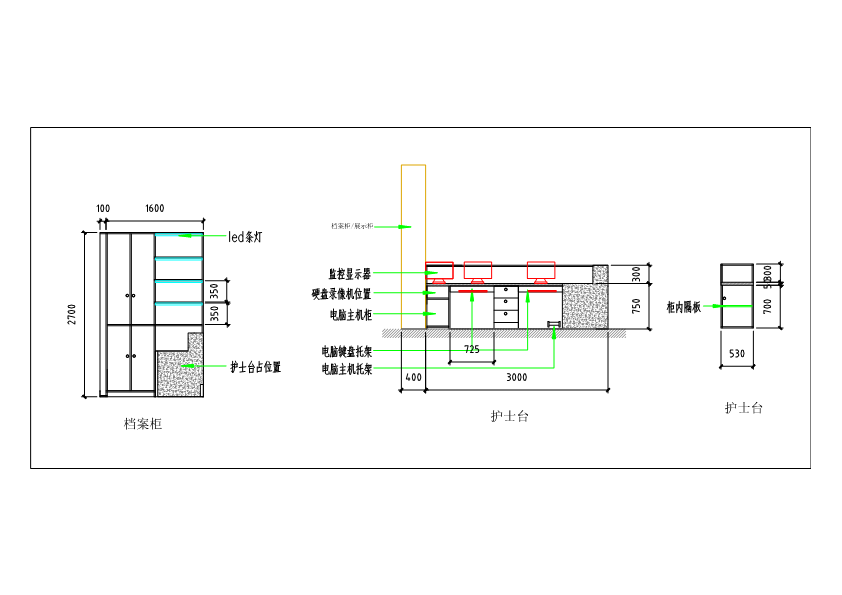 100
1600
led条灯
350
350
2700
护士台占位置
档案柜
档案柜/展示柜
监控显示器
硬盘录像机位置
电脑主机柜
电脑键盘托架
电脑主机托架
725
400
3000
300
750
护士台
柜内隔板
300
700
530
护士台